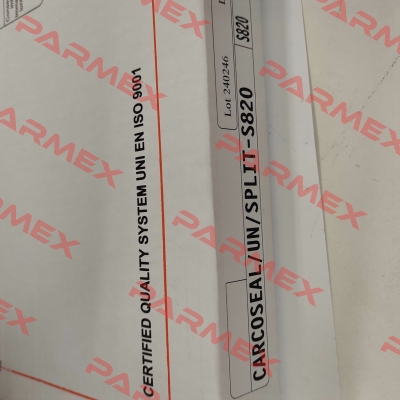 CERTIFIED QUALITY SYSTEM UNI EN ISO 9001
Lot 240246
S820
CARCOSEAL/UN/SPLIT-S820
PARMEX
PARMEX
PARMEX
PARMEX
PARMEX
PARMEX
PARMEX